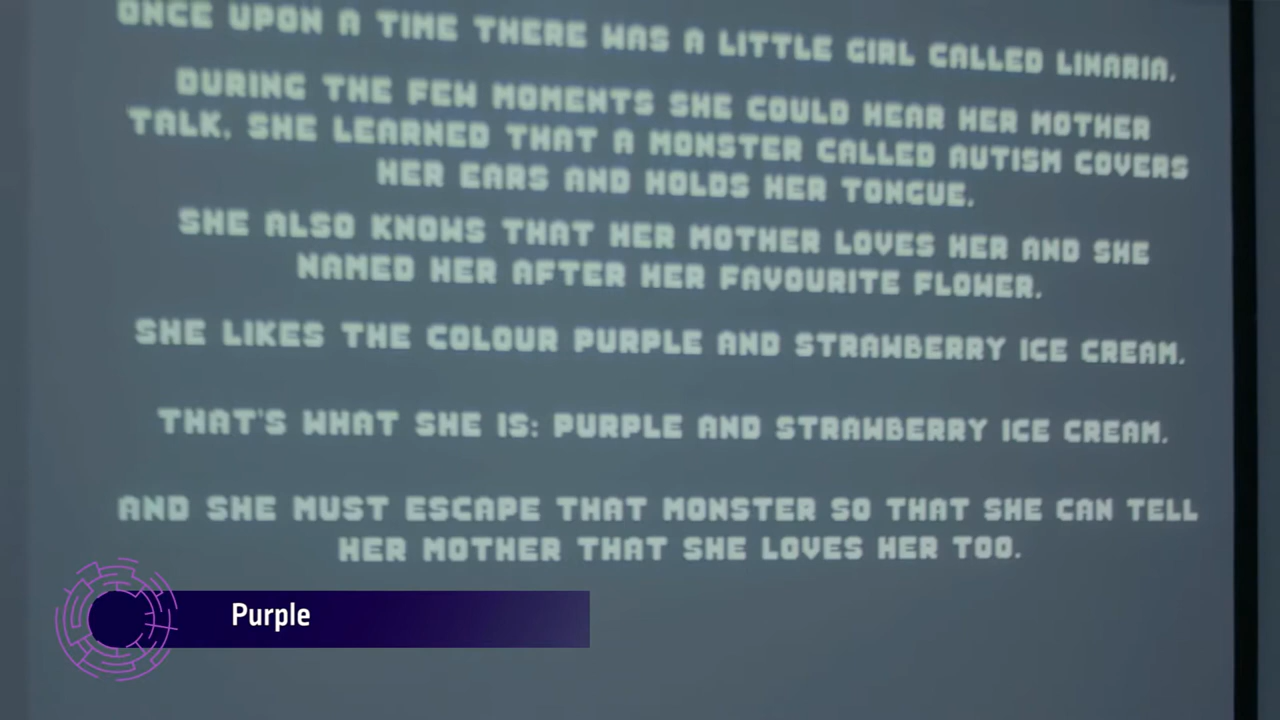 ONCE UPON A TIME THERE WAS A LITTLE GIRL CALLED LINARIA.
DURING THE FEW MOMENTS SHE COULD HEAR HER MOTHER
TALK, SHE LEARNED THAT A MONSTER CALLED AUTISM COVERS
HER EARS AND HOLDS HER TONGUE.
SHE ALSO KNOWS THAT HER MOTHER LOVES HER AND SHE
NAMED HER AFTER HER FAVOURITE FLOWER.
SHE LIKES THE COLOUR PURPLE AND STRAWBERRY ICE CREAM.
THAT'S WHAT SHE IS: PURPLE AND STRAWBERRY ICE CREAM.
AND SHE MUST ESCAPE THAT MONSTER SO THAT SHE CAN TELL
HER MOTHER THAT SHE LOVES HER TOO.
Purple